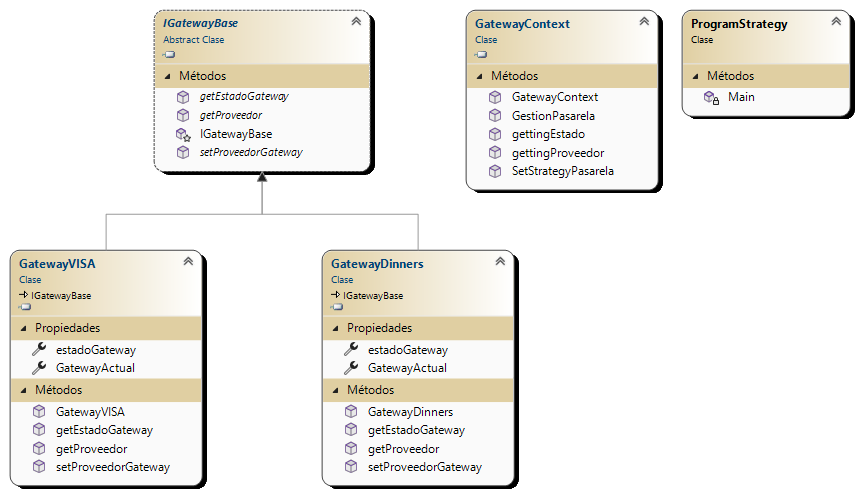 IGatewayBase
Abstract Clase
Métodos
getEstadoGateway
getProveedor
IGatewayBase
setProveedorGateway
GatewayContext
Clase
Métodos
GatewayContext
GestionPasarela
gettingEstado
gettingProveedor
SetStrategyPasarela
ProgramStrategy
Clase
Métodos
Main
GatewayVISA
Clase
IGatewayBase
Propiedades
estadoGateway
GatewayActual
Métodos
GatewayVISA
getEstadoGateway
getProveedor
setProveedorGateway
GatewayDinners
Clase
IGatewayBase
Propiedades
estadoGateway
GatewayActual
Métodos
GatewayDinners
getEstadoGateway
getProveedor
setProveedorGateway